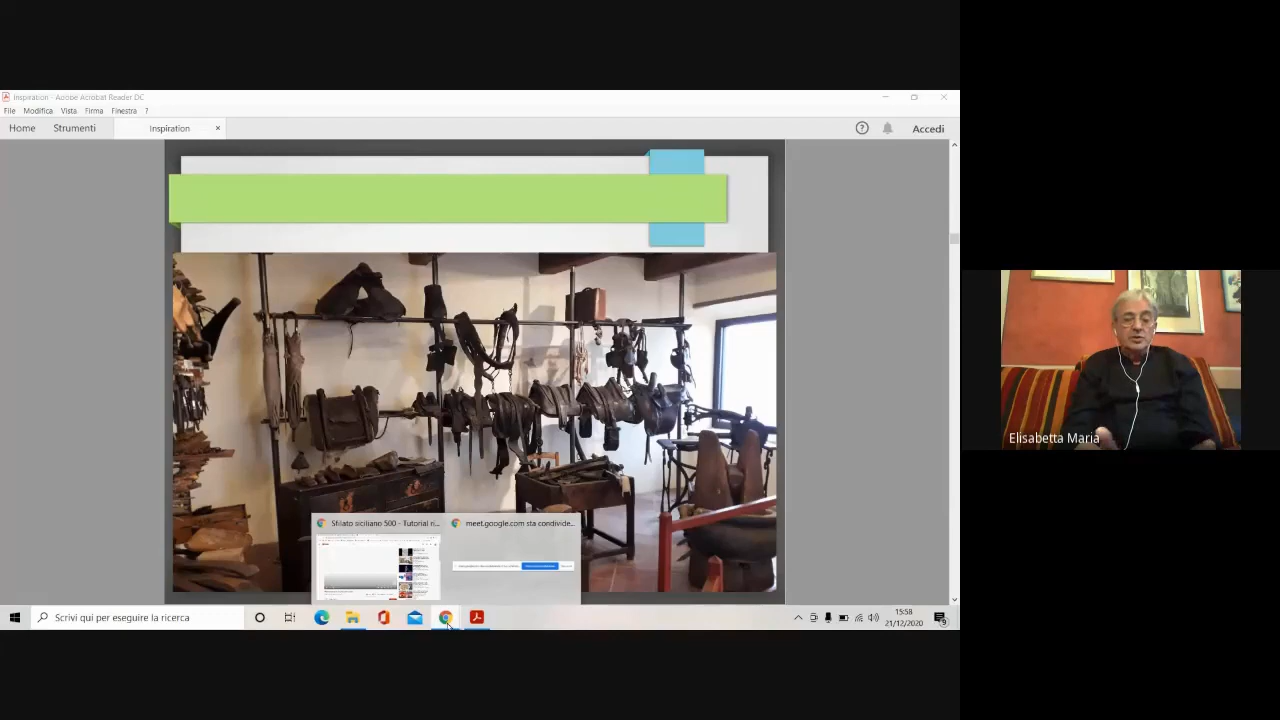 Inspiration - Adobe Acrobat Reader DC
File Modifica Vista Firma Finestra ?
Home Strumenti Inspiration × ? Accedi
Elisabetta Maria
Sfilato siciliano 500 - Tutorial ri... meet.google.com sta condivide...
Scrivi qui per eseguire la ricerca
15:58
21/12/2020
9